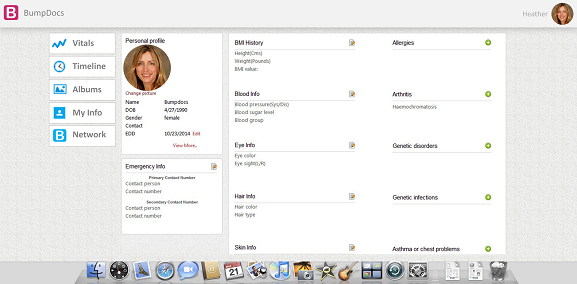 B BumpDocs
Heather
Vitals
Timeline
Albums
My Info
B Network
Personal profile
Change picture
Name Bumpdocs
DOB 4/27/1990
Gender female
Contact
EDD 10/23/2014 Edit
View More..
Emergency Info
Primary Contact Number
Contact person
Contact number
Secondary Contact Number
Contact person
Contact number
BMI History
Height(Cms)
Weight(Pounds)
BMI value:
Blood Info
Blood pressure(Sys/Dis)
Blood sugar level
Blood group
Eye Info
Eye color
Eye sight(L/R)
Hair Info
Hair color
Hair type
Skin Info
Allergies
Arthritis
Haemochromatosis
Genetic disorders
Genetic infections
Asthma or chest problems
21